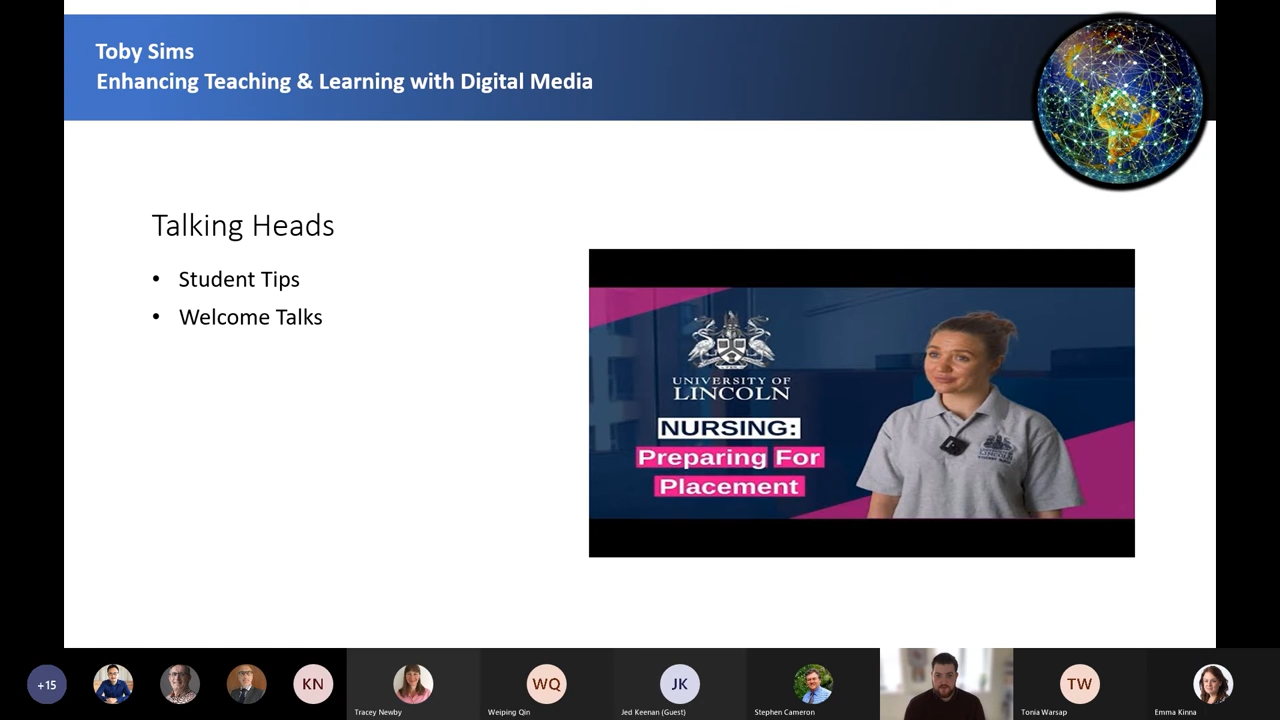 Toby Sims
Enhancing Teaching & Learning with Digital Media
Talking Heads
• Student Tips
• Welcome Talks
UNIVERSITY OF
LINCOLN
NURSING:
Preparing For
Placement
+15
KN
WQ
JK
TW
Tracey Newby
Weiping Qin
Jed Keenan (Guest)
Stephen Cameron
Tonia Warsap
Emma Kinna